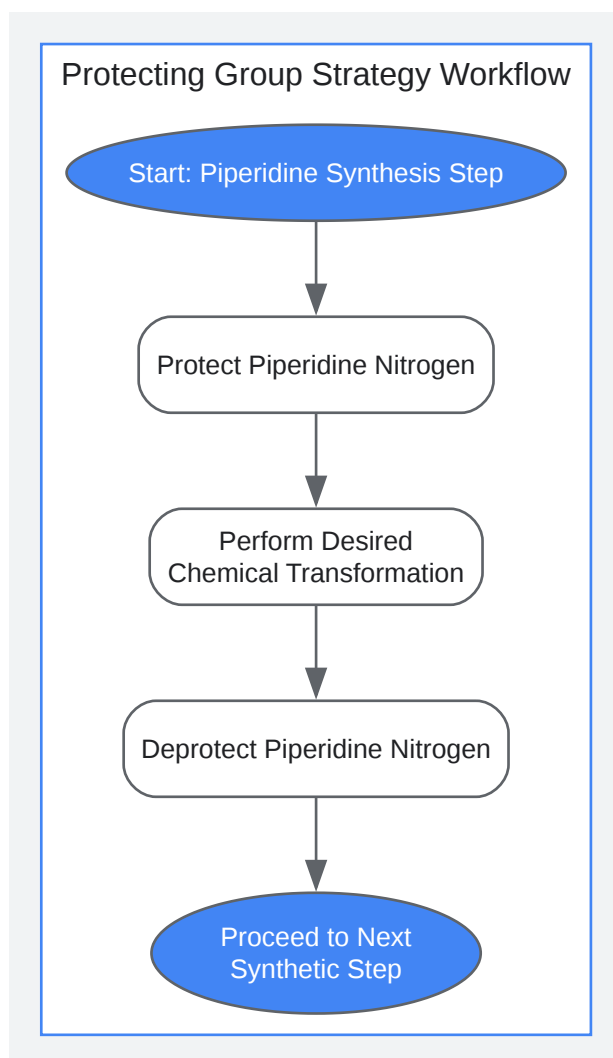 Protecting Group Strategy Workflow
Start: Piperidine Synthesis Step
Protect Piperidine Nitrogen
Perform Desired
Chemical Transformation
Deprotect Piperidine Nitrogen
Proceed to Next
Synthetic Step